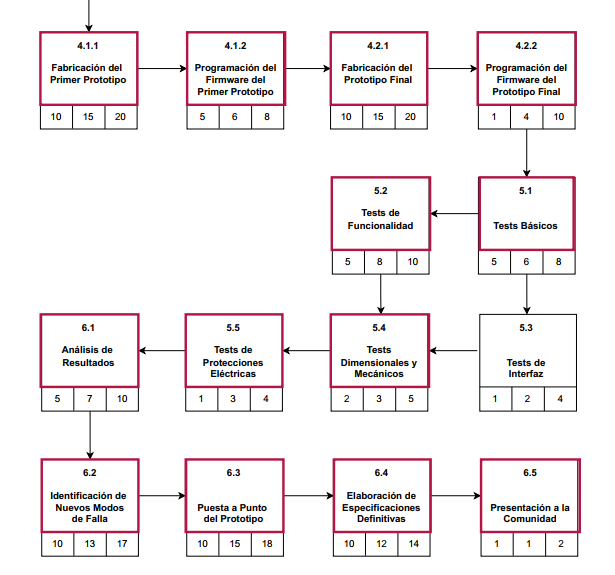 4.1.1
Fabricación del
Primer Prototipo
10 15 20
4.1.2
Programación del
Firmware del
Primer Prototipo
5 6 8
4.2.1
Fabricación del
Prototipo Final
10 15 20
4.2.2
Programación del
Firmware del
Prototipo Final
1 4 10
5.2
Tests de
Funcionalidad
5 8 10
5.1
Tests Básicos
5 6 8
6.1
Análisis de
Resultados
5 7 10
5.5
Tests de
Protecciones
Eléctricas
1 3 4
5.4
Tests
Dimensionales y
Mecánicos
2 3 5
5.3
Tests de
Interfaz
1 2 4
6.2
Identificación de
Nuevos Modos
de Falla
10 13 17
6.3
Puesta a Punto
del Prototipo
10 15 18
6.4
Elaboración de
Especificaciones
Definitivas
10 12 14
6.5
Presentación a la
Comunidad
1 1 2